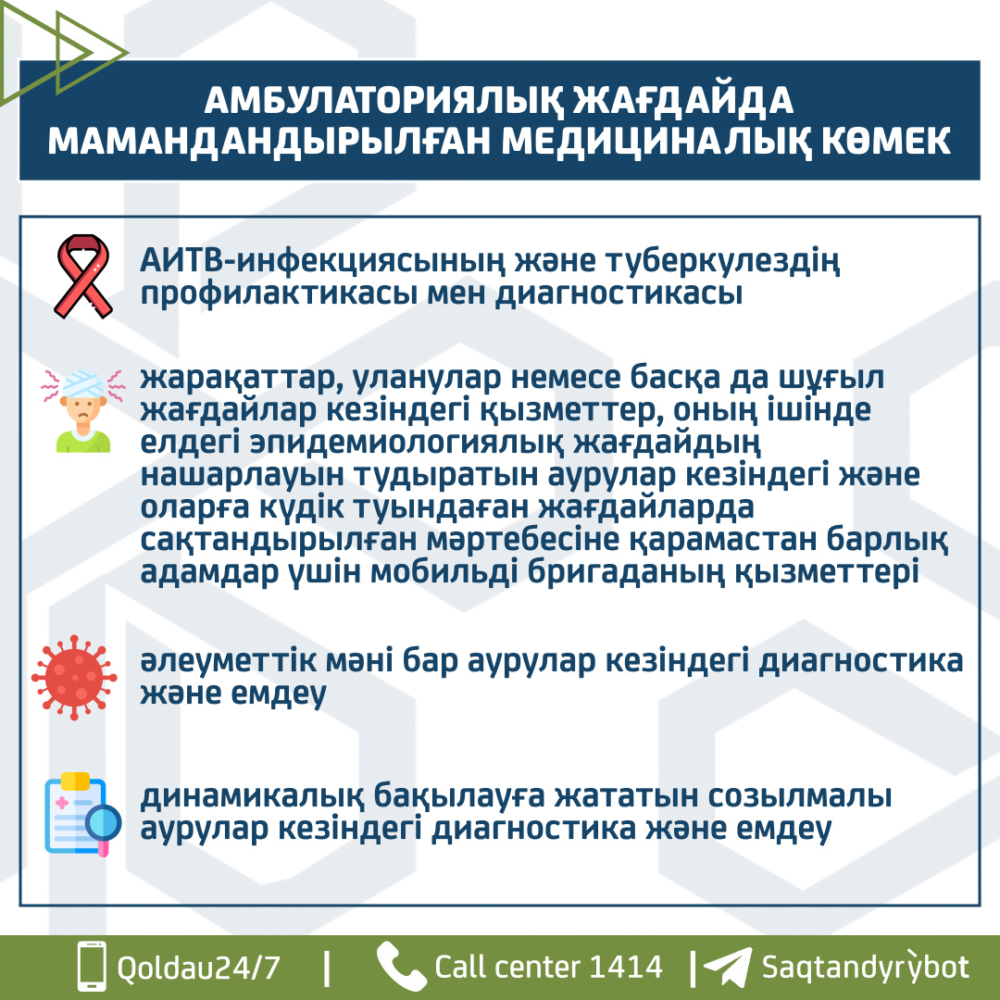 АМБУЛАТОРИЯЛЫҚ ЖАҒДАЙДА
МАМАНДАНДЫРЫЛҒАН МЕДИЦИНАЛЫҚ КӨМЕК
АИТВ-инфекциясының және туберкулездің
профилактикасы мен диагностикасы
жарақаттар, уланулар немесе басқа да шұғыл
жағдайлар кезіндегі қызметтер, оның ішінде
елдегі эпидемиологиялық жағдайдың
нашарлауын тудыратын аурулар кезіндегі және
оларға күдік туындаған жағдайларда
сақтандырылған мәртебесіне қарамастан барлық
адамдар үшін мобильді бригаданың қызметтері
әлеуметтік мәні бар аурулар кезіндегі диагностика
және емдеу
динамикалық бақылауға жататын созылмалы
аурулар кезіндегі диагностика және емдеу
Qoldau24/7 | Call center 1414 | Saqtandyrỳbot